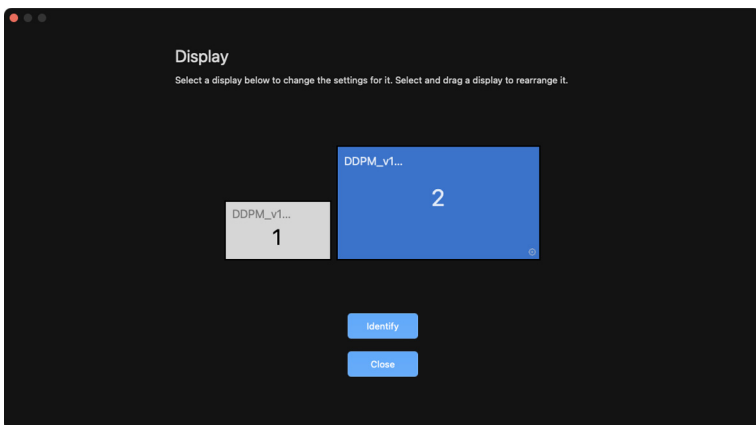 Display
Select a display below to change the settings for it. Select and drag a display to rearrange it.
DDPM_v1...
2
DDPM_v1...
1
Identify
Close